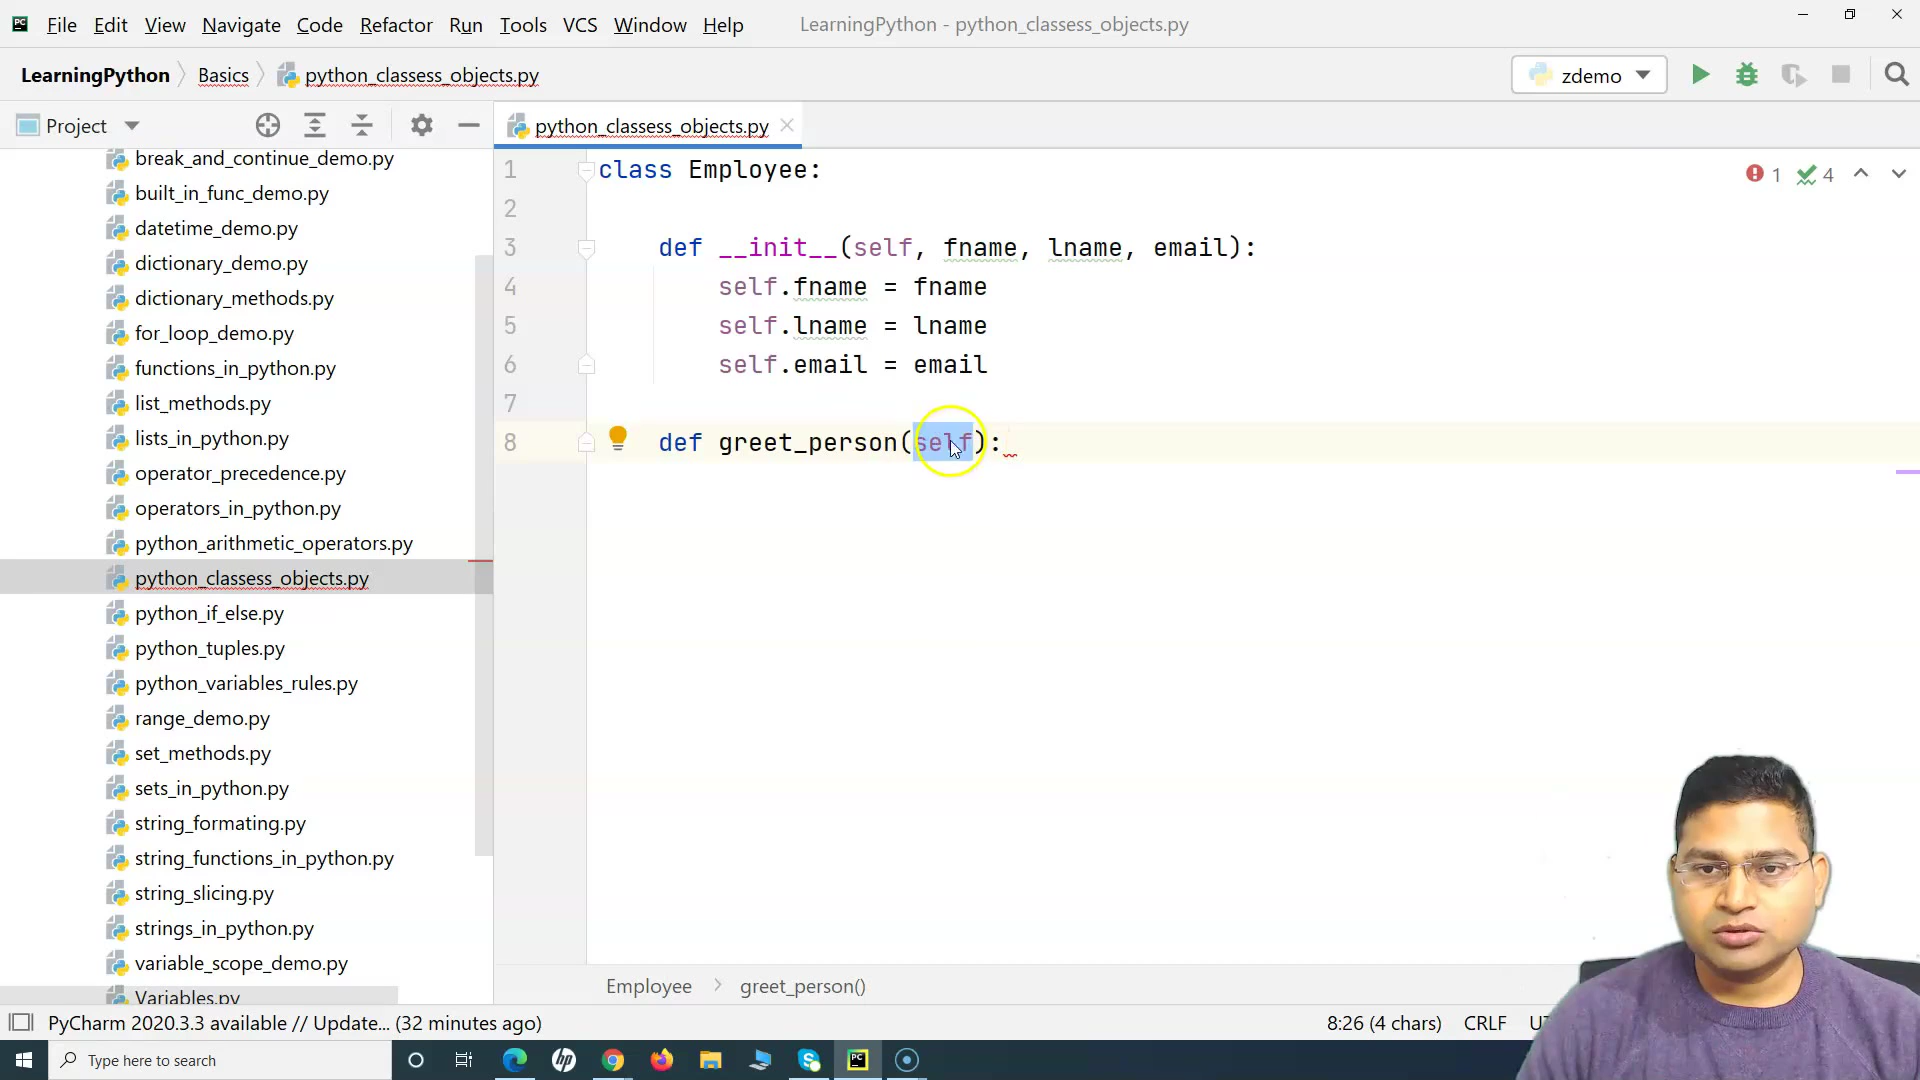 File Edit View Navigate Code Refactor Run Tools VCS Window Help LearningPython - python_classess_objects.py
LearningPython Basics python_classess_objects.py zdemo
Project python_classess_objects.py
break_and_continue_demo.py
built_in_func_demo.py
datetime_demo.py
dictionary_demo.py
dictionary_methods.py
for_loop_demo.py
functions_in_python.py
list_methods.py
lists_in_python.py
operator_precedence.py
operators_in_python.py
python_arithmetic_operators.py
python_classess_objects.py
python_if_else.py
python_tuples.py
python_variables_rules.py
range_demo.py
set_methods.py
sets_in_python.py
string_formating.py
string_functions_in_python.py
string_slicing.py
strings_in_python.py
variable_scope_demo.py
Variables.py
1 class Employee:
1 4
2
3 def __init__(self, fname, lname, email):
4 self.fname = fname
5 self.lname = lname
6 self.email = email
7
8 def greet_person(self):
Employee greet_person()
PyCharm 2020.3.3 available // Update... (32 minutes ago) 8:26 (4 chars) CRLF
Type here to search
hp
PC